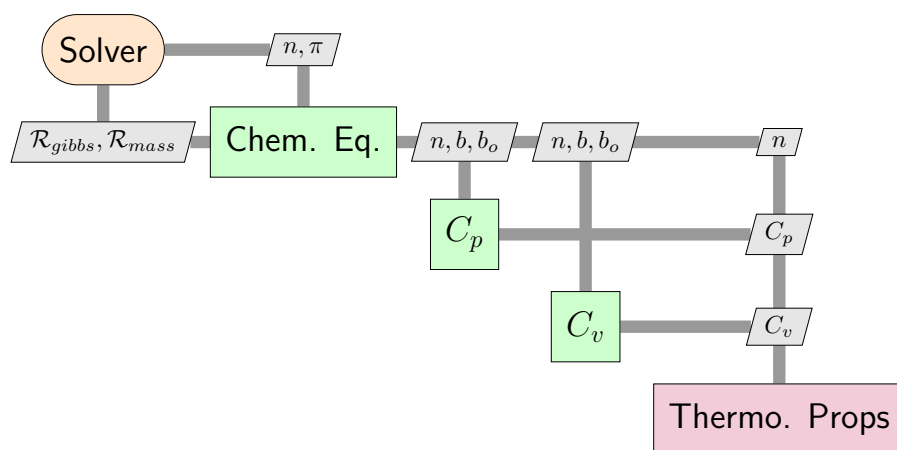 Solver
n, π
ℛ_gibbs, ℛ_mass
Chem. Eq.
n, b, b_o
n, b, b_o
n
C_p
C_p
C_v
C_v
Thermo. Props